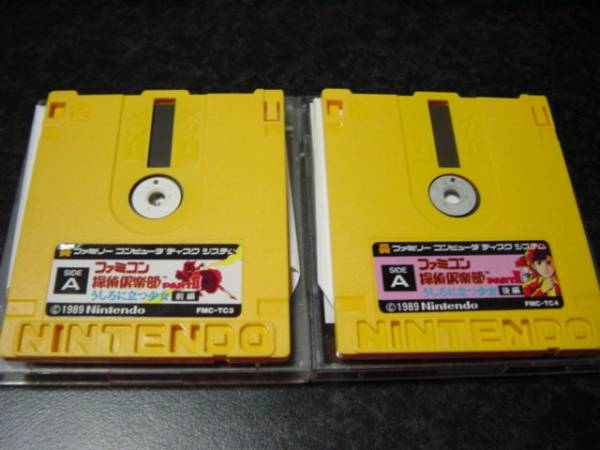 ファミリー コンピュータ ディスク システム
SIDE
A
ファミコン
探偵倶楽部™ PARTII
うしろに立つ少女 前編
©1989 Nintendo FMC-TC3
NINTENDO
ファミリー コンピュータ ディスク システム
SIDE
A
ファミコン
探偵倶楽部™ PARTII
うしろに立つ少女 後編
©1989 Nintendo FMC-TC4
NINTENDO